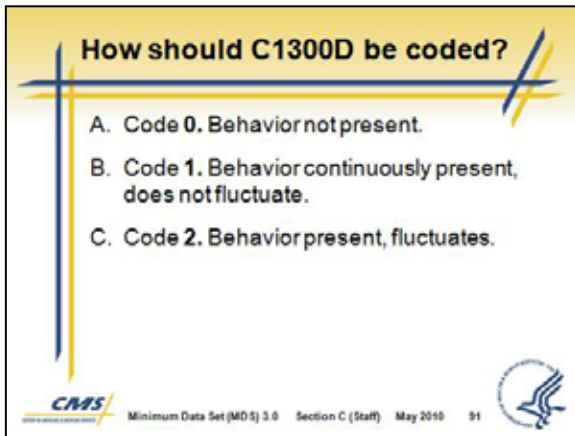 How should C1300D be coded?
A. Code 0. Behavior not present.
B. Code 1. Behavior continuously present,
does not fluctuate.
C. Code 2. Behavior present, fluctuates.
CMS
Minimum Data Set (MDS) 3.0 Section C (Staff) May 2010 91